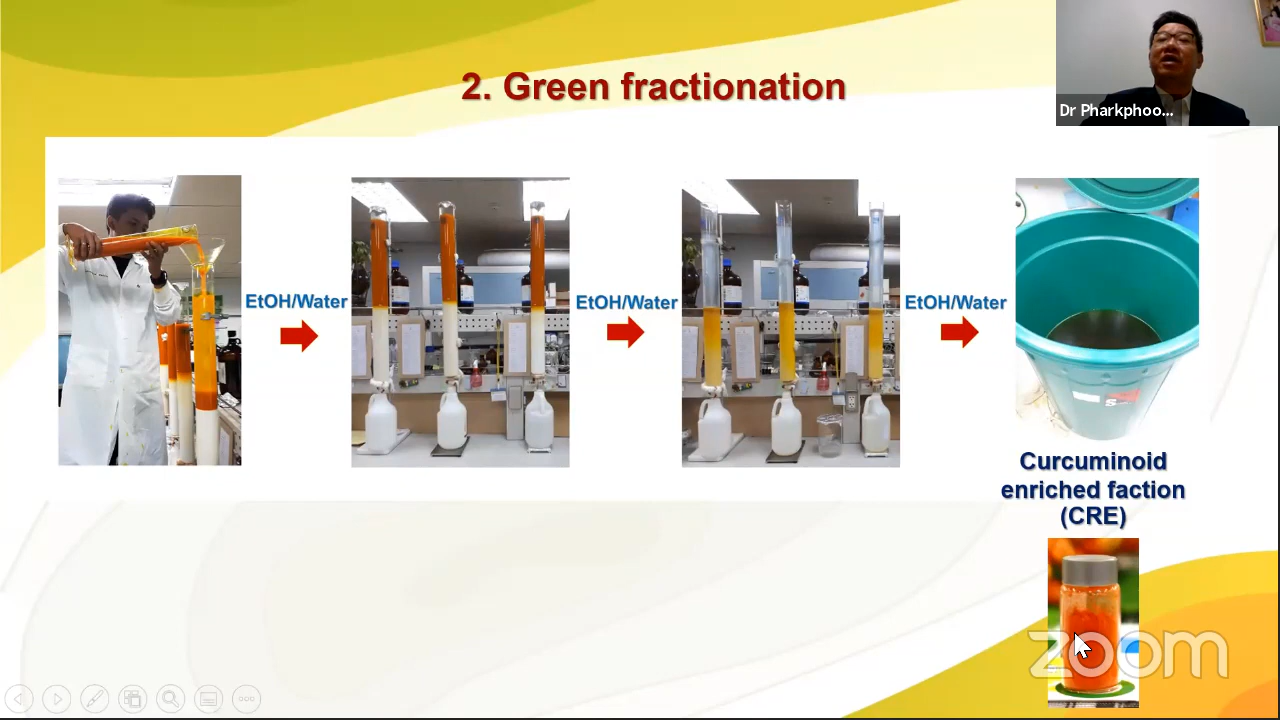 2. Green fractionation
Dr Pharkphoo...
EtOH/Water
EtOH/Water
EtOH/Water
Curcuminoid
enriched faction
(CRE)
zoom